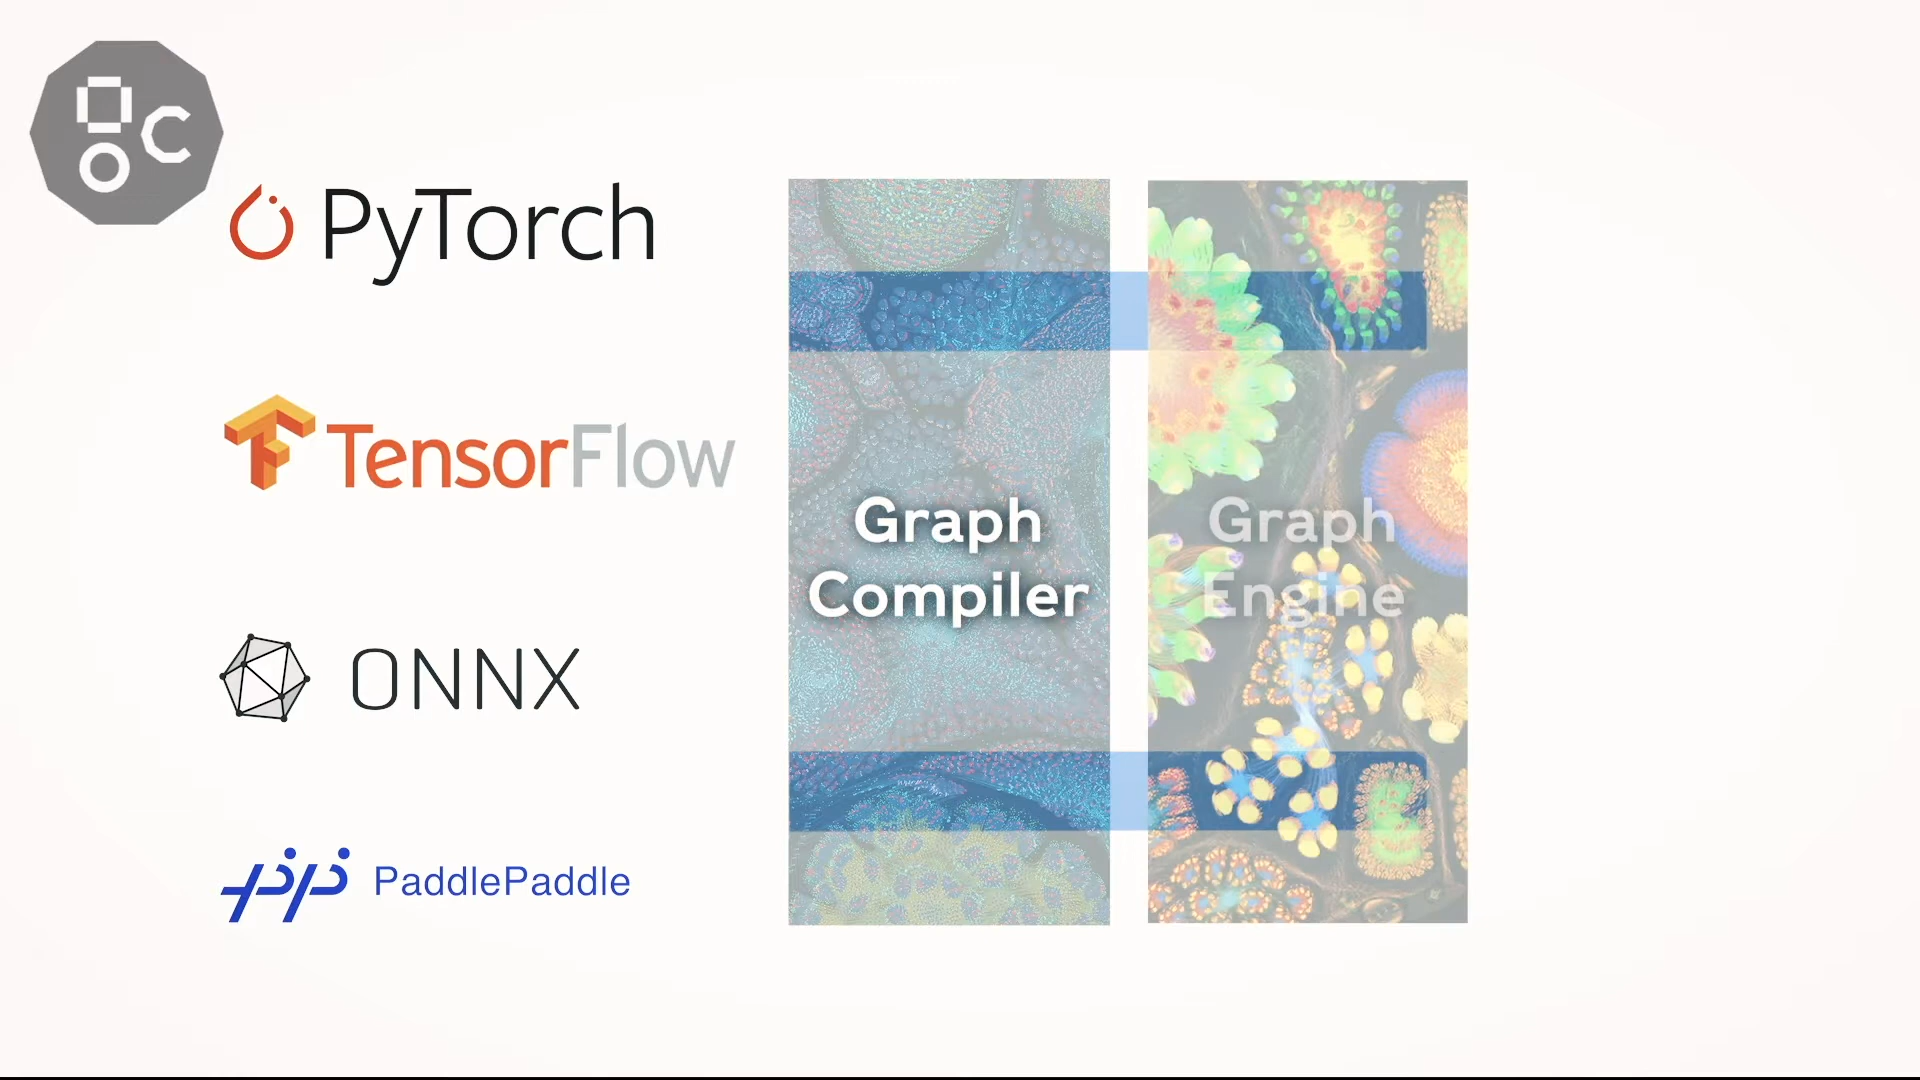 PyTorch
TensorFlow
ONNX
PaddlePaddle
Graph
Compiler
Graph
Engine